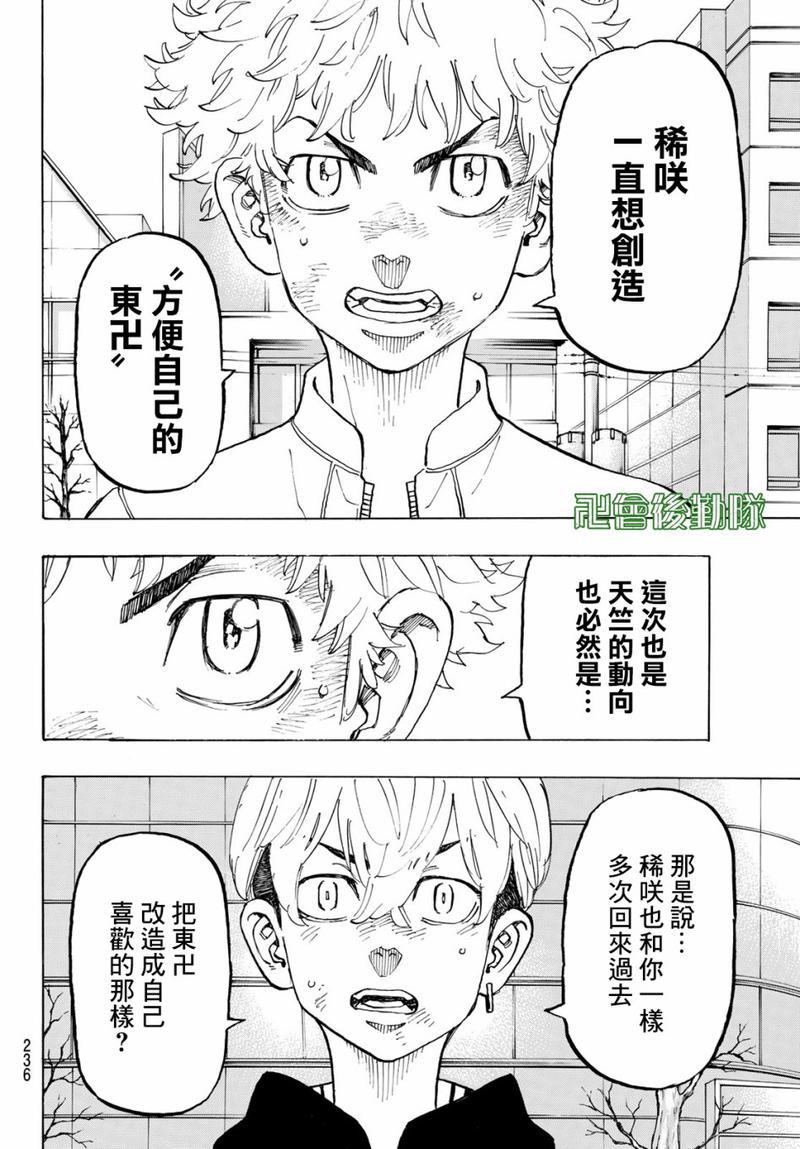 稀咲
一直想創造
〝方便自己的
東卍〞
卍會後勤隊
這次也是
天竺的動向
也必然是…
那是說…
稀咲也和你一樣
多次回來過去
把東卍
改造成自己
喜歡的那樣？
236